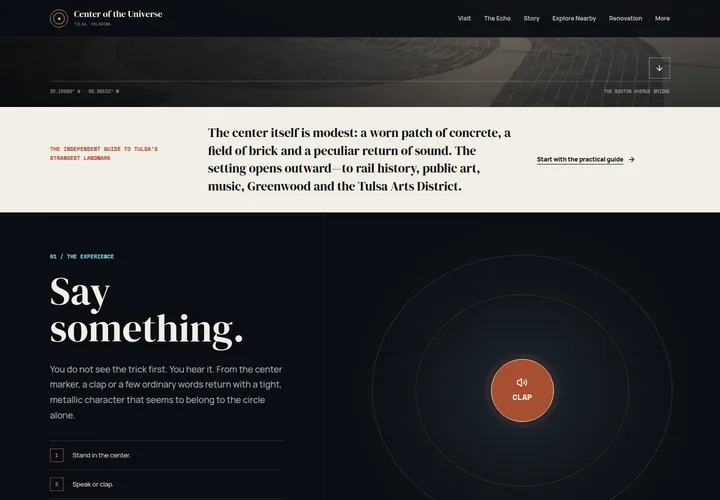 Center of the Universe
TULSA, OKLAHOMA
Visit
The Echo
Story
Explore Nearby
Renovation
More
THE BOSTON AVENUE BRIDGE
THE INDEPENDENT GUIDE TO TULSA'S
STRANGEST LANDMARK
The center itself is modest: a worn patch of concrete, a
field of brick and a peculiar return of sound. The
setting opens outward—to rail history, public art,
music, Greenwood and the Tulsa Arts District.
Start with the practical guide
01 / THE EXPERIENCE
Say
something.
You do not see the trick first. You hear it. From the center
marker, a clap or a few ordinary words return with a tight,
metallic character that seems to belong to the circle
alone.
1 Stand in the center.
2 Speak or clap.
CLAP